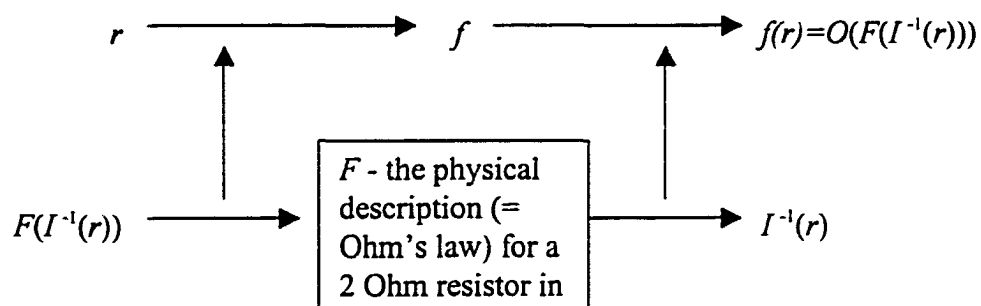 r f f(r)=O(F(I⁻¹(r)))
F - the physical
description (=
F(I⁻¹(r)) Ohm's law) for a I⁻¹(r)
2 Ohm resistor in